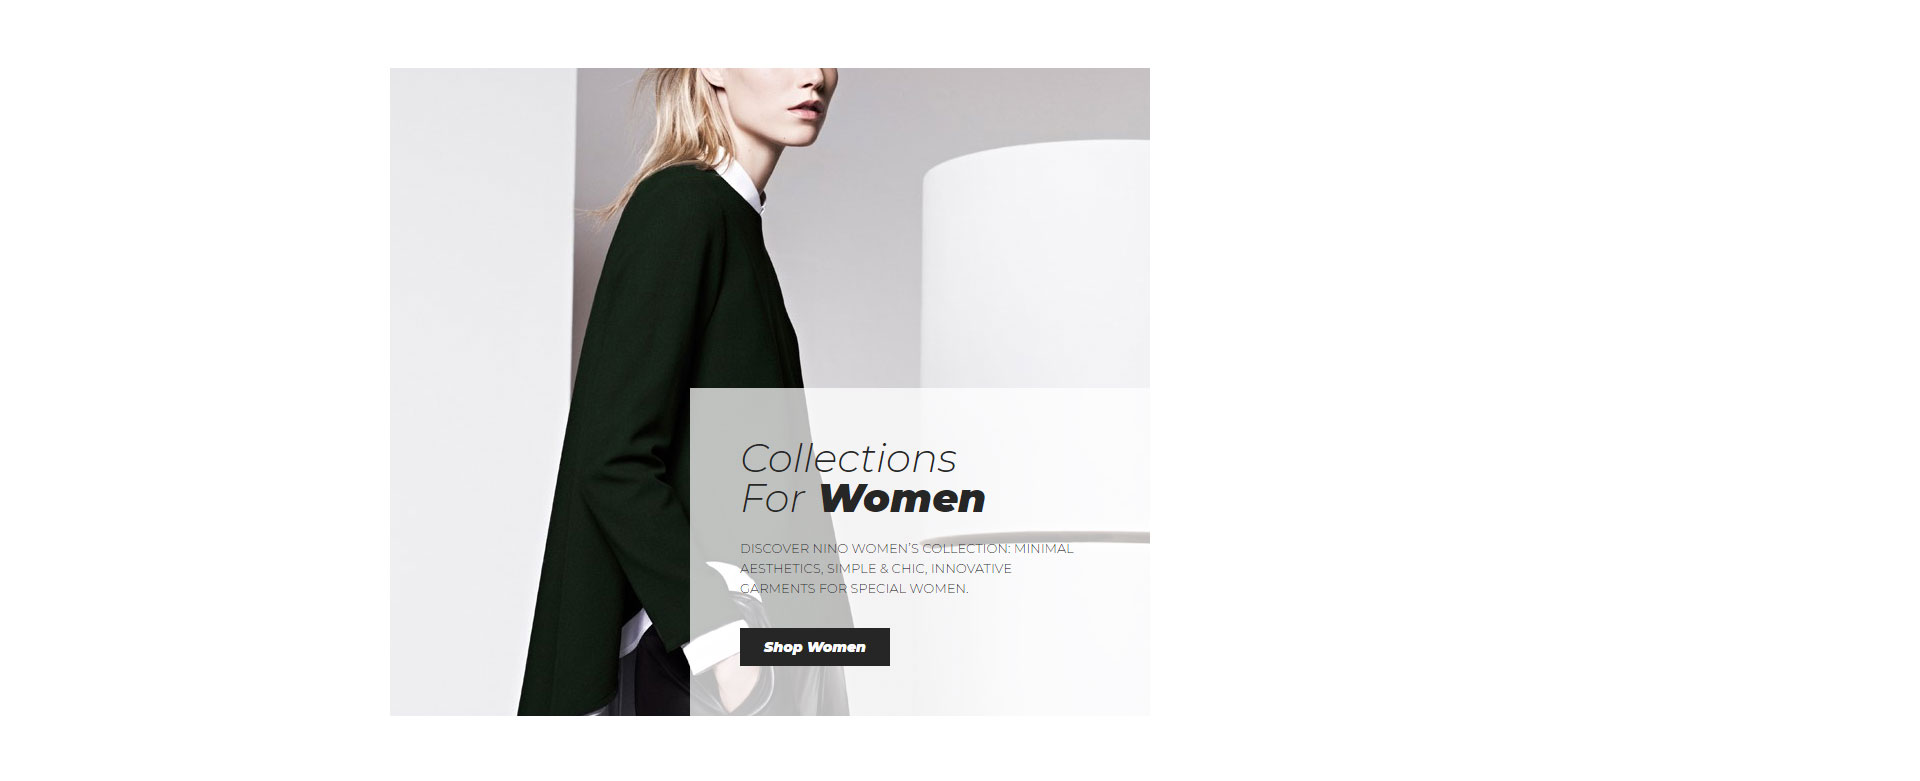 Collections
For Women
DISCOVER NINO WOMEN'S COLLECTION: MINIMAL
AESTHETICS, SIMPLE & CHIC, INNOVATIVE
GARMENTS FOR SPECIAL WOMEN.
Shop Women